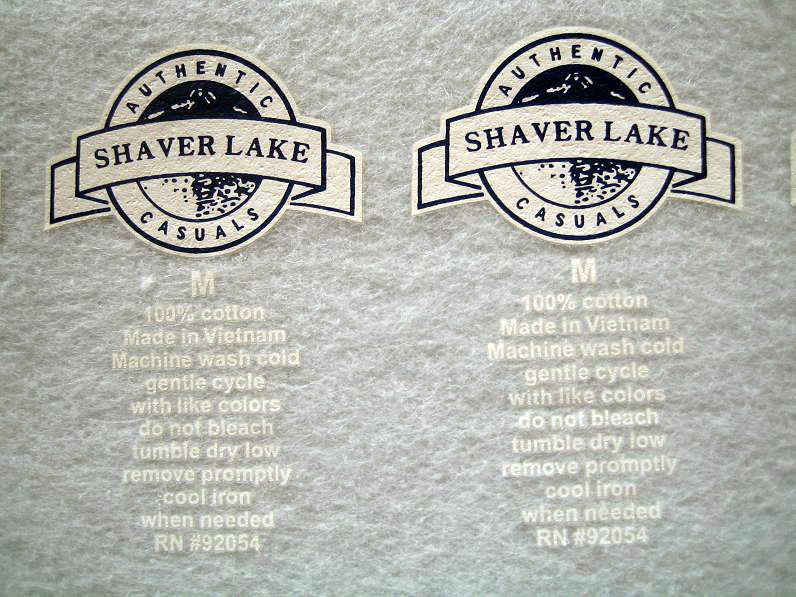 AUTHENTIC
SHAVER LAKE
CASUALS
M
100% cotton
Made in Vietnam
Machine wash cold
gentle cycle
with like colors
do not bleach
tumble dry low
remove promptly
cool iron
when needed
RN #92054
AUTHENTIC
SHAVER LAKE
CASUALS
M
100% cotton
Made in Vietnam
Machine wash cold
gentle cycle
with like colors
do not bleach
tumble dry low
remove promptly
cool iron
when needed
RN #92054